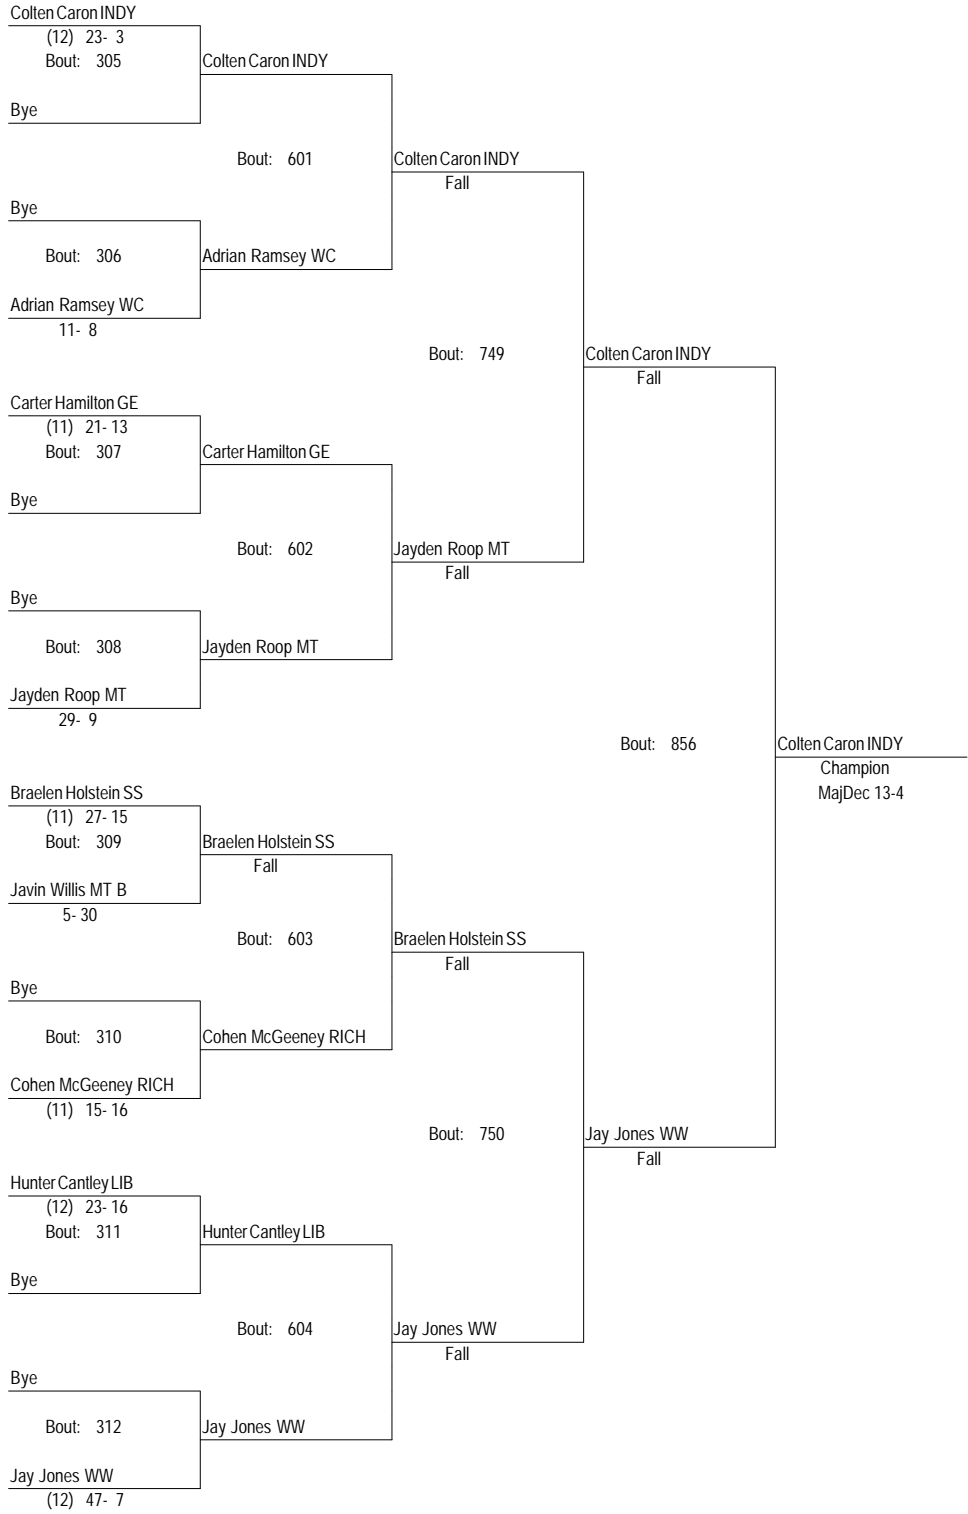 Colten Caron INDY
(12) 23- 3
Bout: 305
Colten Caron INDY
Bye
Bout: 601
Colten Caron INDY
Fall
Bye
Bout: 306
Adrian Ramsey WC
Adrian Ramsey WC
11- 8
Bout: 749
Colten Caron INDY
Fall
Carter Hamilton GE
(11) 21- 13
Bout: 307
Carter Hamilton GE
Bye
Bout: 602
Jayden Roop MT
Fall
Bye
Bout: 308
Jayden Roop MT
Jayden Roop MT
29- 9
Bout: 856
Colten Caron INDY
Champion
MajDec 13-4
Braelen Holstein SS
(11) 27- 15
Bout: 309
Braelen Holstein SS
Fall
Javin Willis MT B
5- 30
Bout: 603
Braelen Holstein SS
Fall
Bye
Bout: 310
Cohen McGeeney RICH
Cohen McGeeney RICH
(11) 15- 16
Bout: 750
Jay Jones WW
Fall
Hunter Cantley LIB
(12) 23- 16
Bout: 311
Hunter Cantley LIB
Bye
Bout: 604
Jay Jones WW
Fall
Bye
Bout: 312
Jay Jones WW
Jay Jones WW
(12) 47- 7